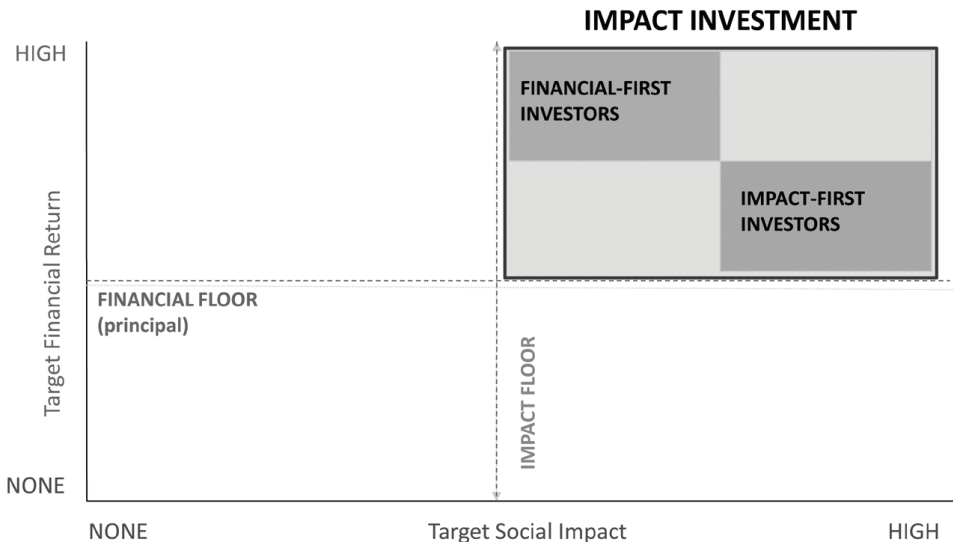 IMPACT INVESTMENT
HIGH
FINANCIAL-FIRST
INVESTORS
IMPACT-FIRST
INVESTORS
Target Financial Return
FINANCIAL FLOOR
(principal)
IMPACT FLOOR
NONE
NONE
Target Social Impact
HIGH